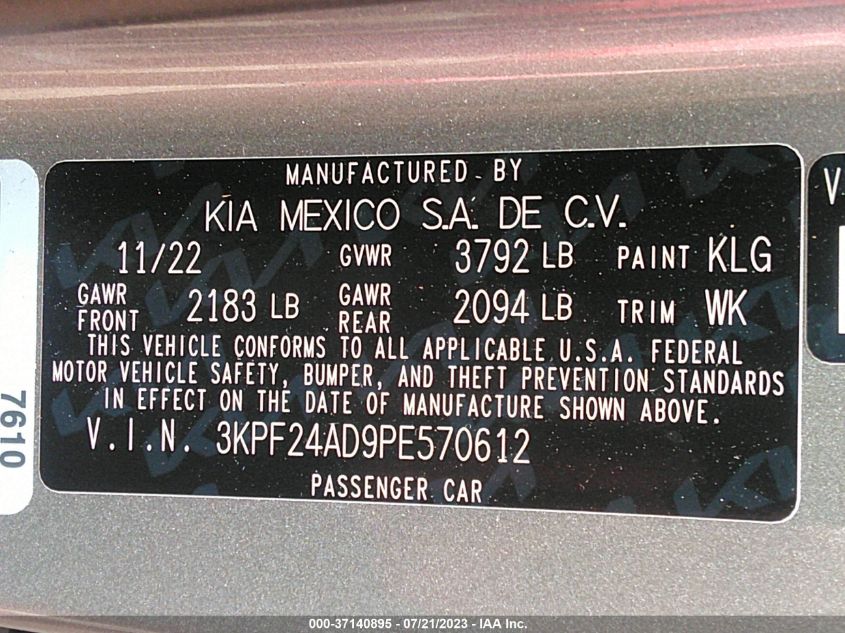 MANUFACTURED BY
KIA MEXICO S.A. DE C.V.
11/22 GVWR 3792 LB PAINT KLG
GAWR FRONT 2183 LB GAWR REAR 2094 LB TRIM WK
THIS VEHICLE CONFORMS TO ALL APPLICABLE U.S.A. FEDERAL
MOTOR VEHICLE SAFETY, BUMPER, AND THEFT PREVENTION STANDARDS
IN EFFECT ON THE DATE OF MANUFACTURE SHOWN ABOVE.
V.I.N. 3KPF24AD9PE570612
PASSENGER CAR
7610
V
000-37140895 - 07/21/2023 - IAA Inc.